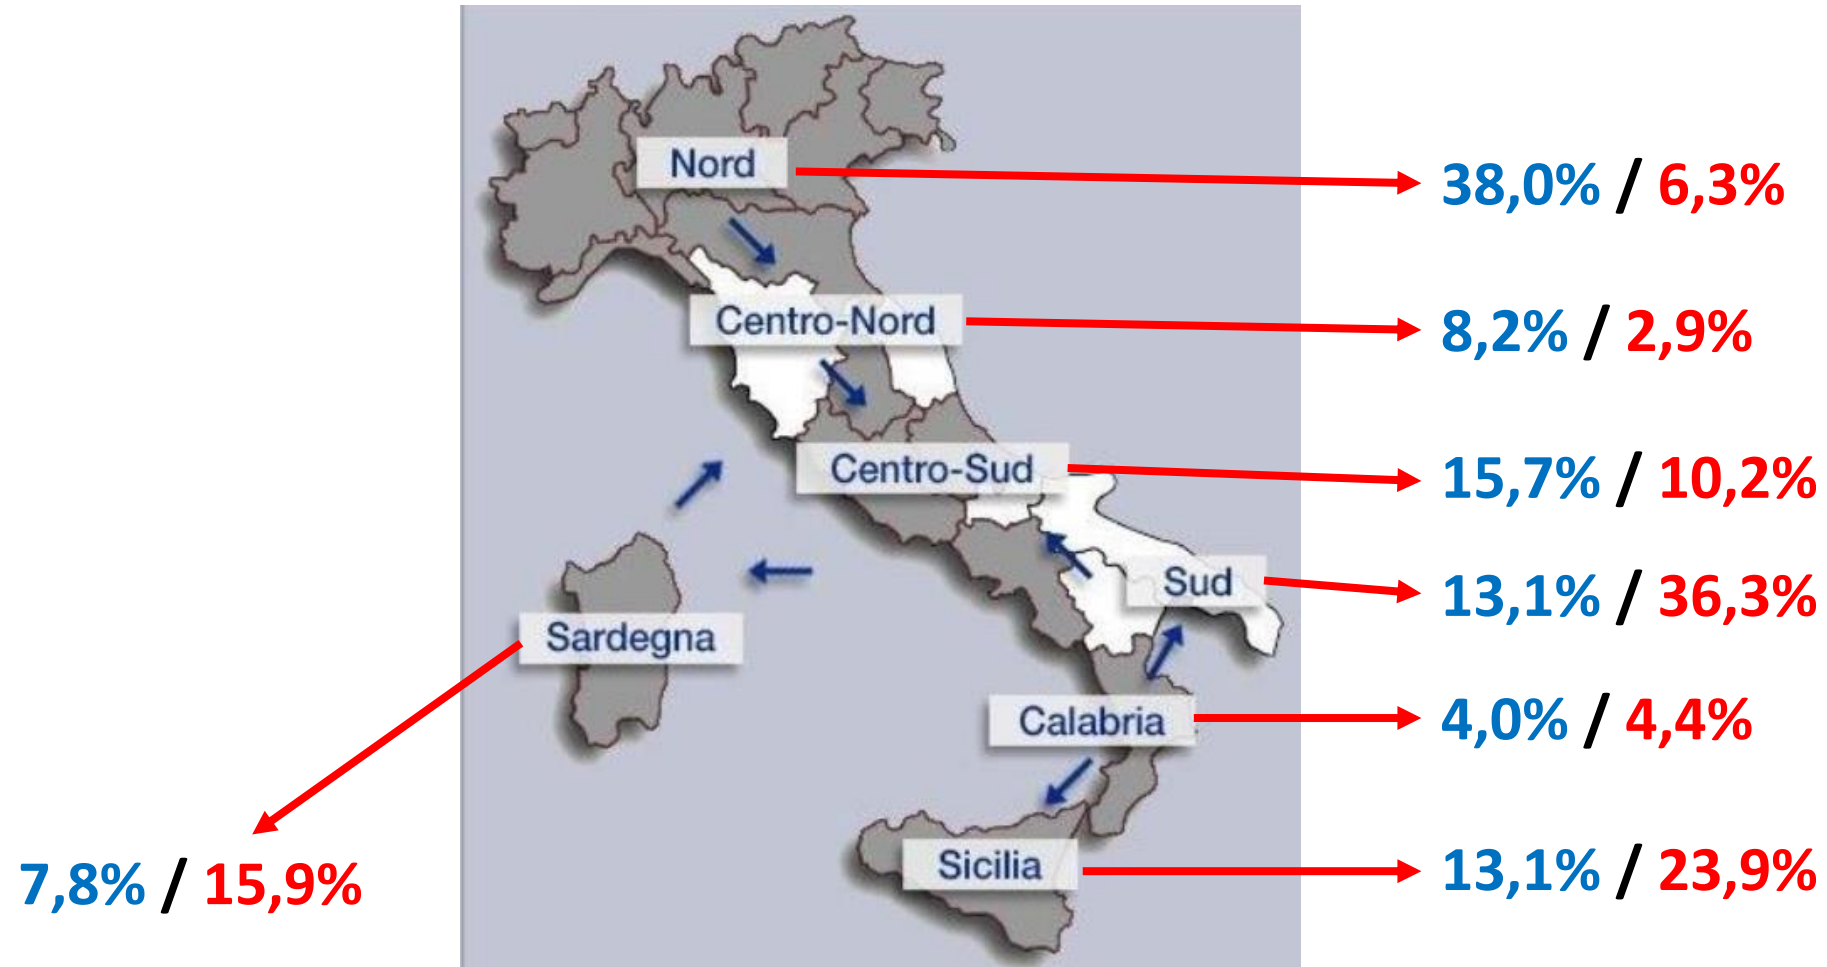 Nord
38,0% / 6,3%
Centro-Nord
8,2% / 2,9%
Centro-Sud
15,7% / 10,2%
Sud
13,1% / 36,3%
Sardegna
Calabria
4,0% / 4,4%
Sicilia
13,1% / 23,9%
7,8% / 15,9%